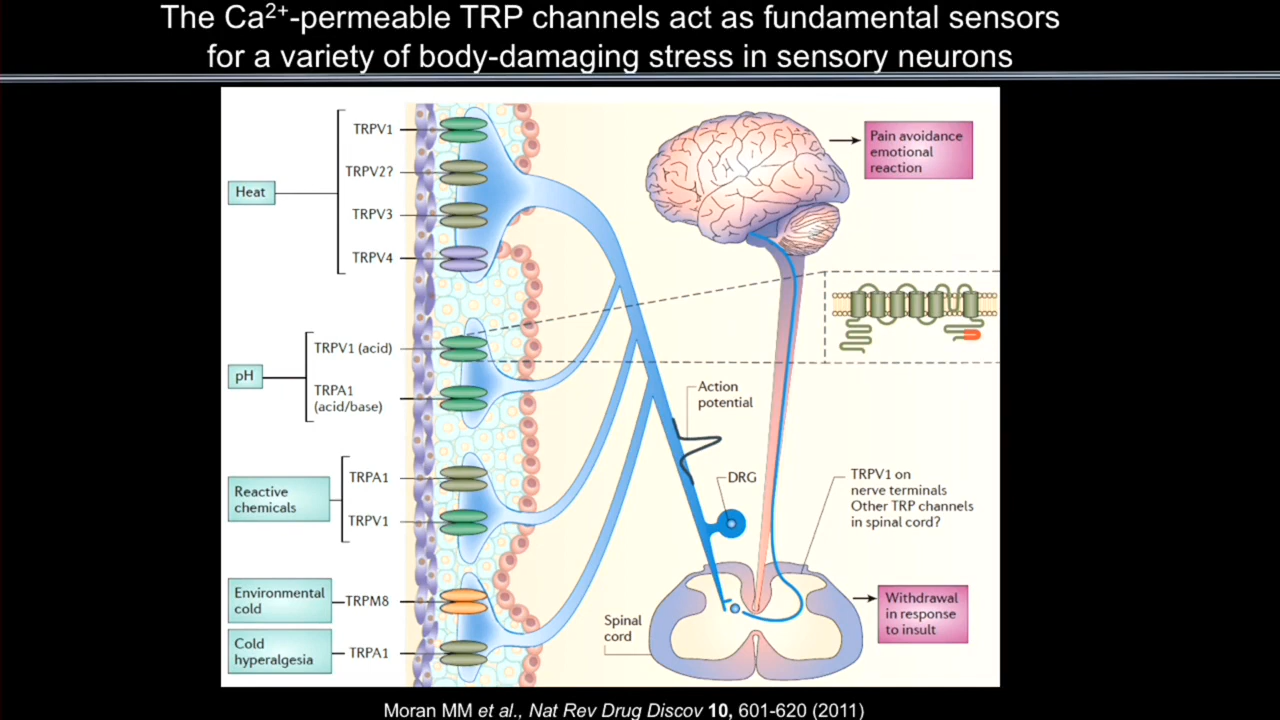 The Ca²⁺-permeable TRP channels act as fundamental sensors
for a variety of body-damaging stress in sensory neurons
Heat
TRPV1
TRPV2??
TRPV3
TRPV4
pH
TRPV1 (acid)
TRPA1
(acid/base)
Reactive
chemicals
TRPA1
TRPV1
Environmental
cold
TRPM8
Cold
hyperalgesia
TRPA1
Pain avoidance
emotional
reaction
Action
potential
DRG
TRPV1 on
nerve terminals
Other TRP channels
in spinal cord?
Spinal
cord
Withdrawal
in response
to insult
Moran MM et al., Nat Rev Drug Discov 10, 601-620 (2011)